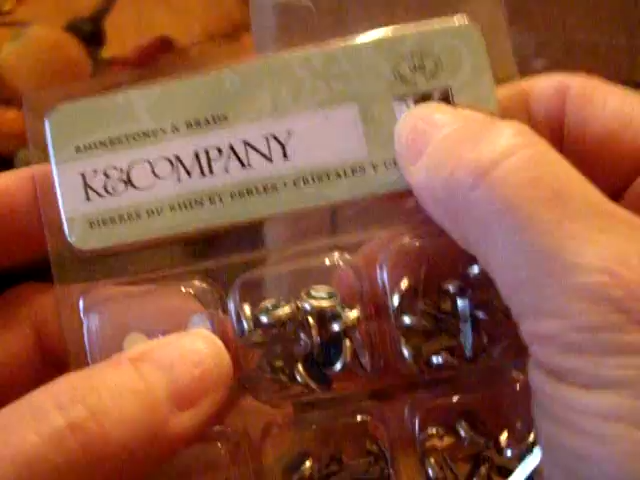 RHINESTONES & BRADS
K&COMPANY
PIERRES DU RHIN ET PERLES • CRISTALES Y